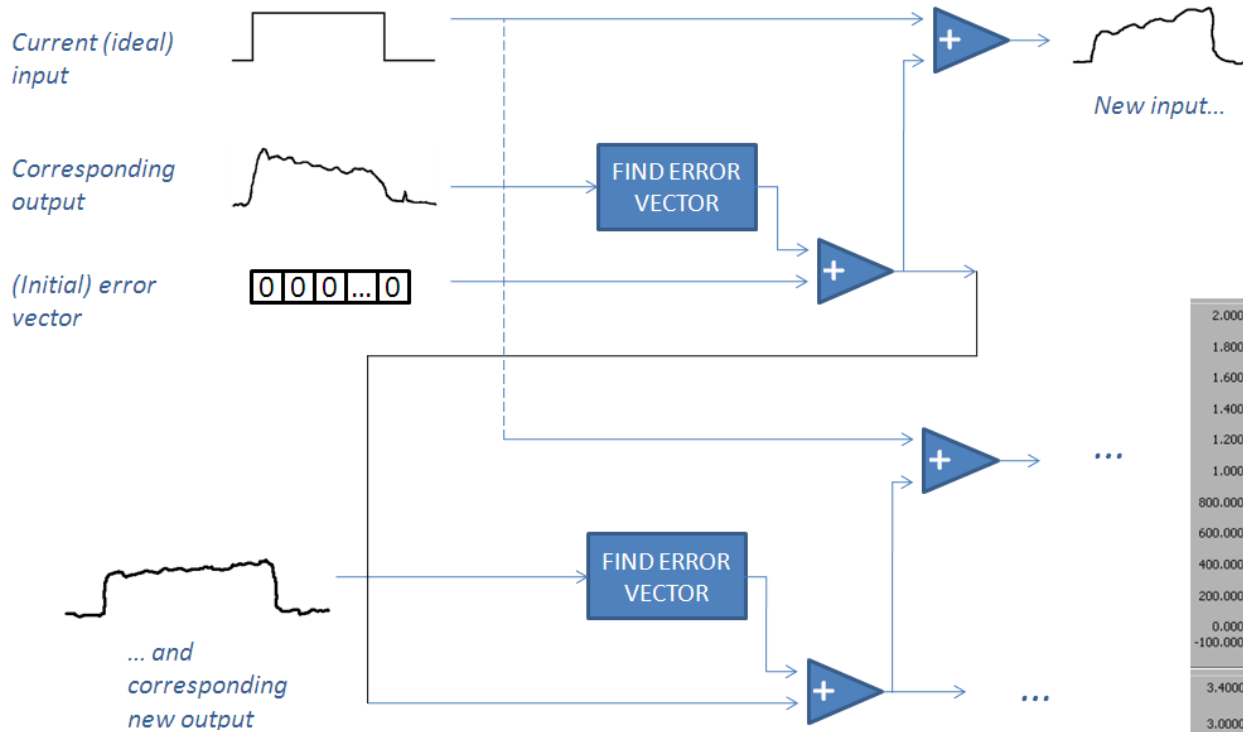 Current (ideal)
input
+
New input...
Corresponding
output
FIND ERROR
VECTOR
(Initial) error
vector
0 0 0 ... 0
+
2.000
1.800
1.600
1.400
1.200
1.000
800.000
600.000
400.000
200.000
0.000
-100.000
3.4000
3.0000
+
...
FIND ERROR
VECTOR
... and
corresponding
new output
+
...